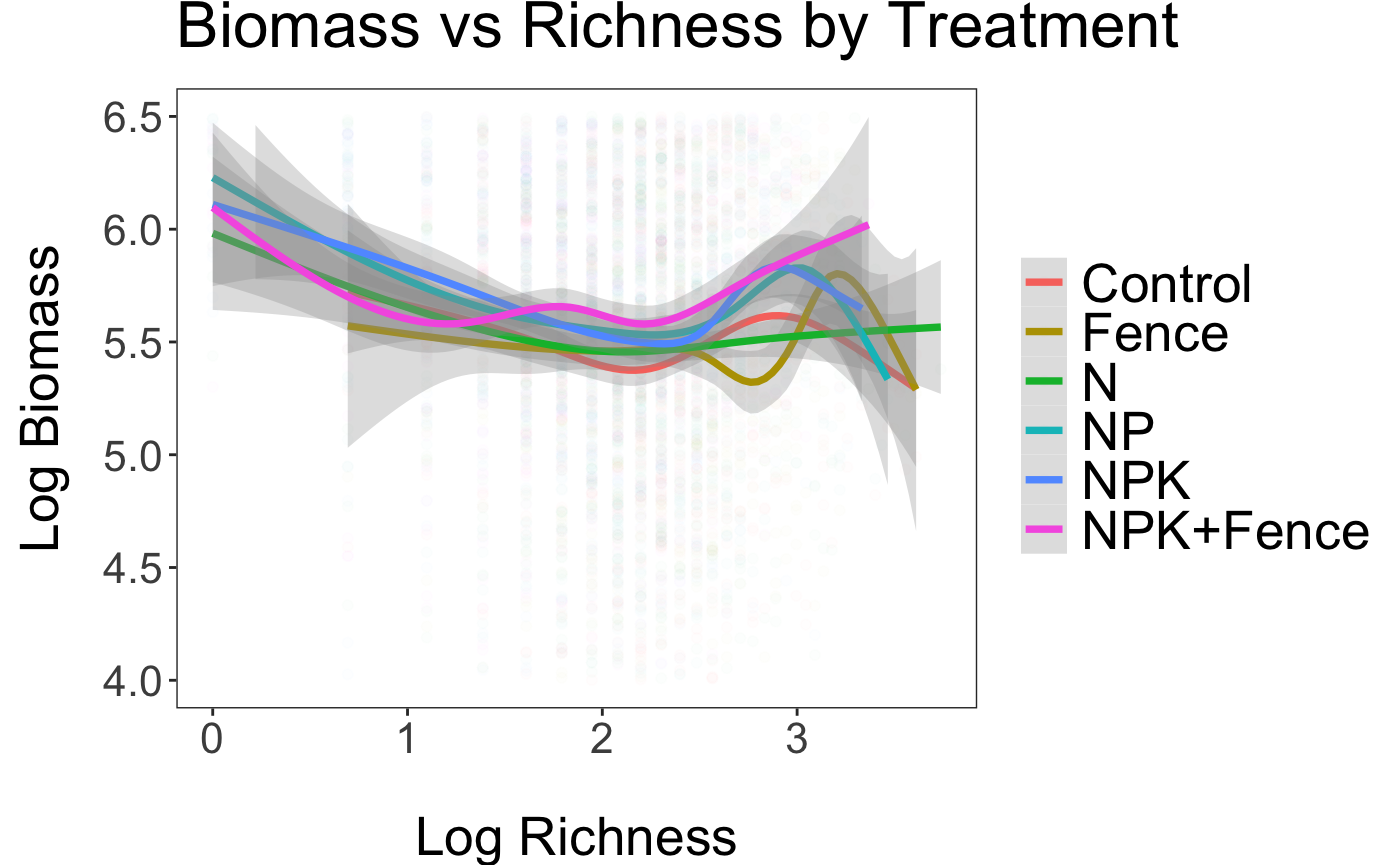 Biomass vs Richness by Treatment
Log Biomass
6.5
6.0
5.5
5.0
4.5
4.0
0 1 2 3
Log Richness
Control
Fence
N
NP
NPK
NPK+Fence